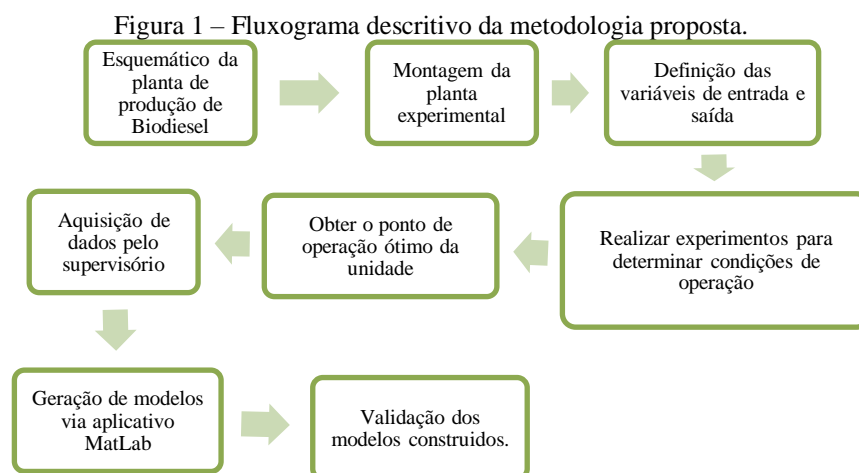 Figura 1 – Fluxograma descritivo da metodologia proposta.
Esquemático da
planta de
produção de
Biodiesel
Montagem da
planta
experimental
Definição das
variáveis de entrada e
saída
Realizar experimentos para
determinar condições de
operação
Obter o ponto de
operação ótimo da
unidade
Aquisição de
dados pelo
supervisório
Geração de modelos
via aplicativo
MatLab
Validação dos
modelos construidos.